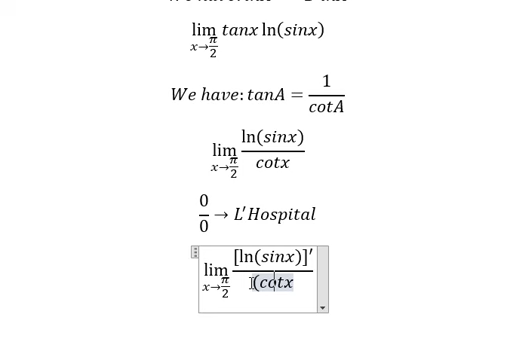 lim x→π/2 tanx ln(sinx)
We have: tanA = 1/cotA
lim x→π/2 ln(sinx)/cotx
0/0 → L′Hospital
lim x→π/2 [ln(sinx)]′/(cotx